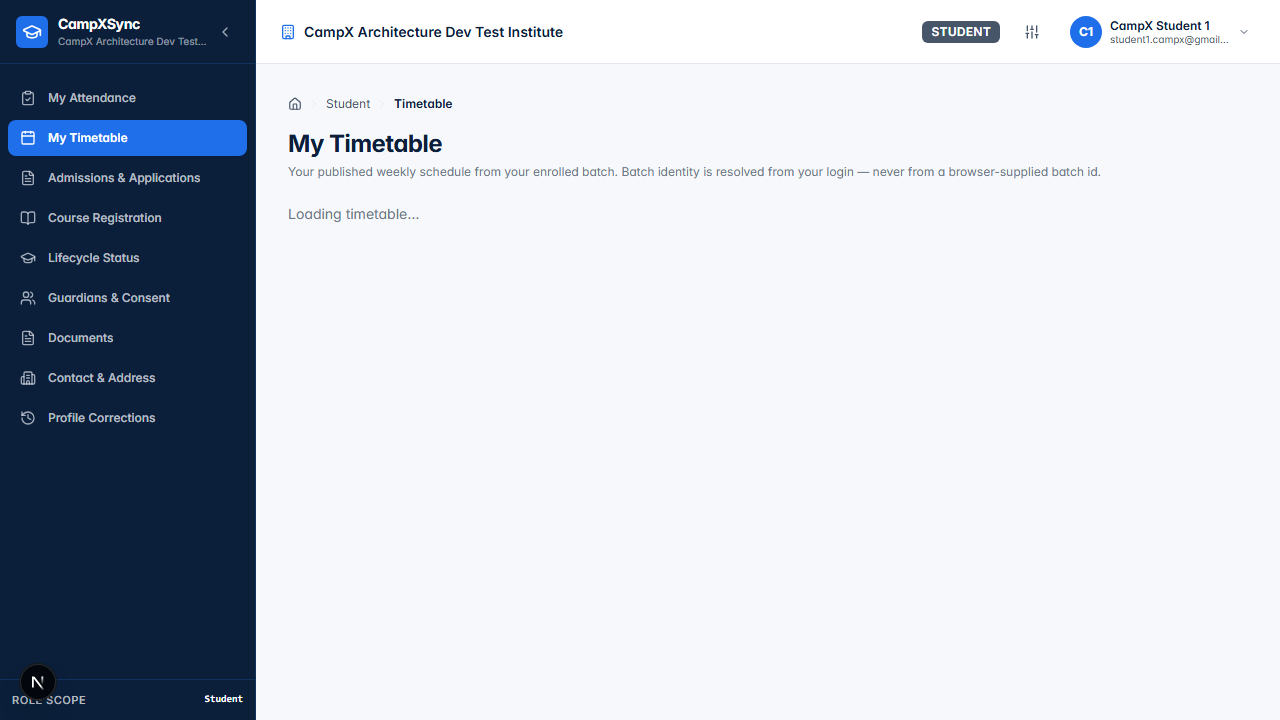 CampXSync
CampX Architecture Dev Test...
CampX Architecture Dev Test Institute
STUDENT
C1
CampX Student 1
student1.campx@gmail...
My Attendance
My Timetable
Admissions & Applications
Course Registration
Lifecycle Status
Guardians & Consent
Documents
Contact & Address
Profile Corrections
Student
Timetable
My Timetable
Your published weekly schedule from your enrolled batch. Batch identity is resolved from your login — never from a browser-supplied batch id.
Loading timetable...
N
ROLE SCOPE
Student